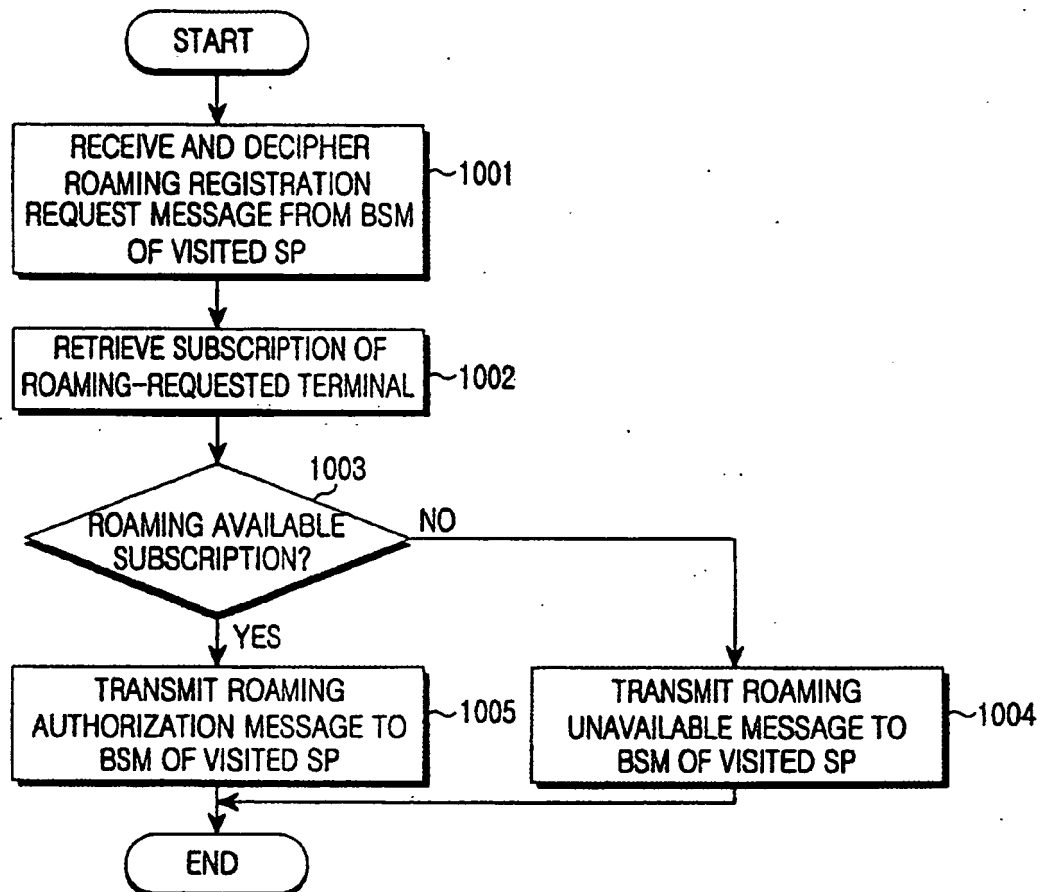 START
RECEIVE AND DECIPHER
ROAMING REGISTRATION
REQUEST MESSAGE FROM BSM
OF VISITED SP
1001
RETRIEVE SUBSCRIPTION OF
ROAMING-REQUESTED TERMINAL
1002
1003
ROAMING AVAILABLE
SUBSCRIPTION?
NO
YES
TRANSMIT ROAMING
AUTHORIZATION MESSAGE TO
BSM OF VISITED SP
1005
TRANSMIT ROAMING
UNAVAILABLE MESSAGE TO
BSM OF VISITED SP
1004
END